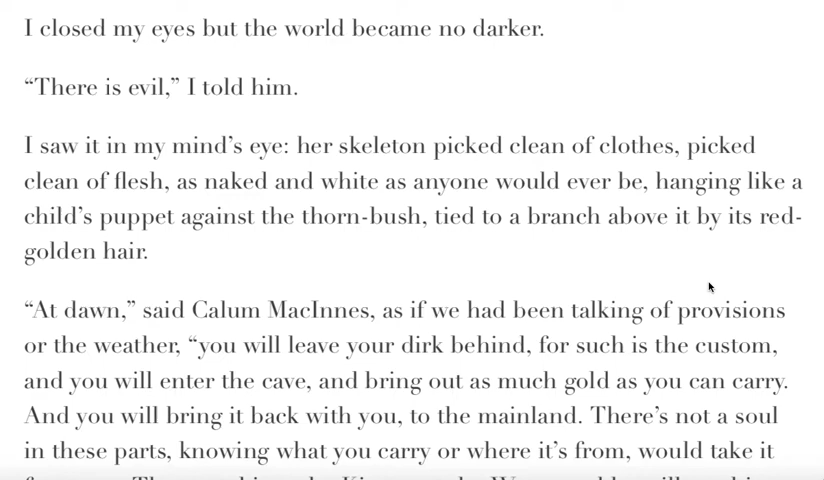 I closed my eyes but the world became no darker.
“There is evil,” I told him.
I saw it in my mind’s eye: her skeleton picked clean of clothes, picked
clean of flesh, as naked and white as anyone would ever be, hanging like a
child’s puppet against the thorn-bush, tied to a branch above it by its red-
golden hair.
“At dawn,” said Calum MacInnes, as if we had been talking of provisions
or the weather, “you will leave your dirk behind, for such is the custom,
and you will enter the cave, and bring out as much gold as you can carry.
And you will bring it back with you, to the mainland. There’s not a soul
in these parts, knowing what you carry or where it’s from, would take it